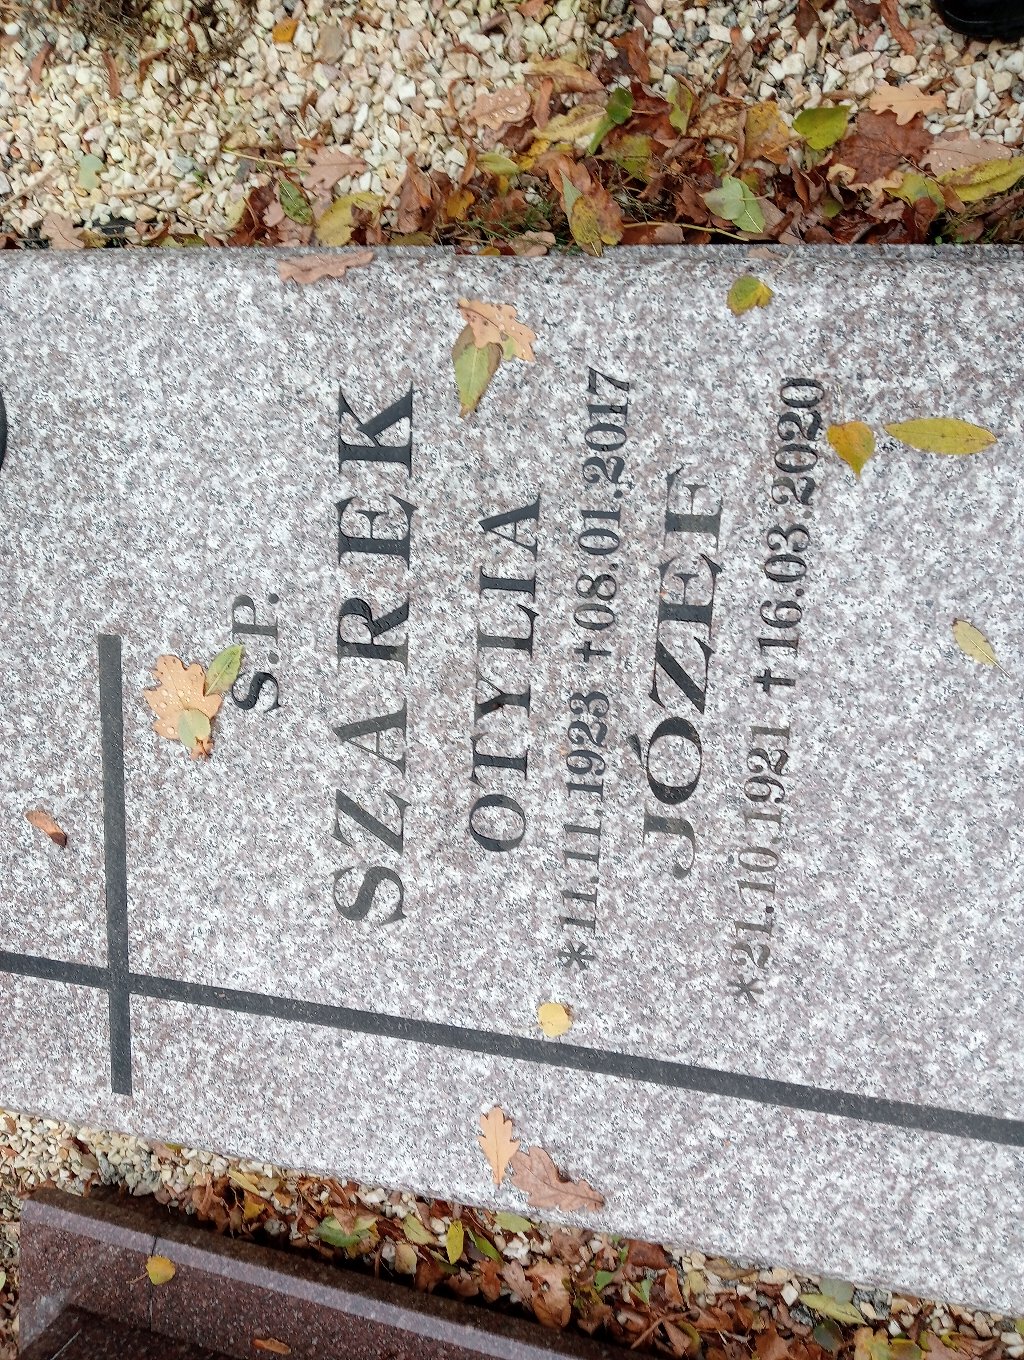 Ś.P.
SZAREK
OTYLIA
*11.11.1923 †08.01.2017
JÓZEF
*21.10.1921 †16.03.2020